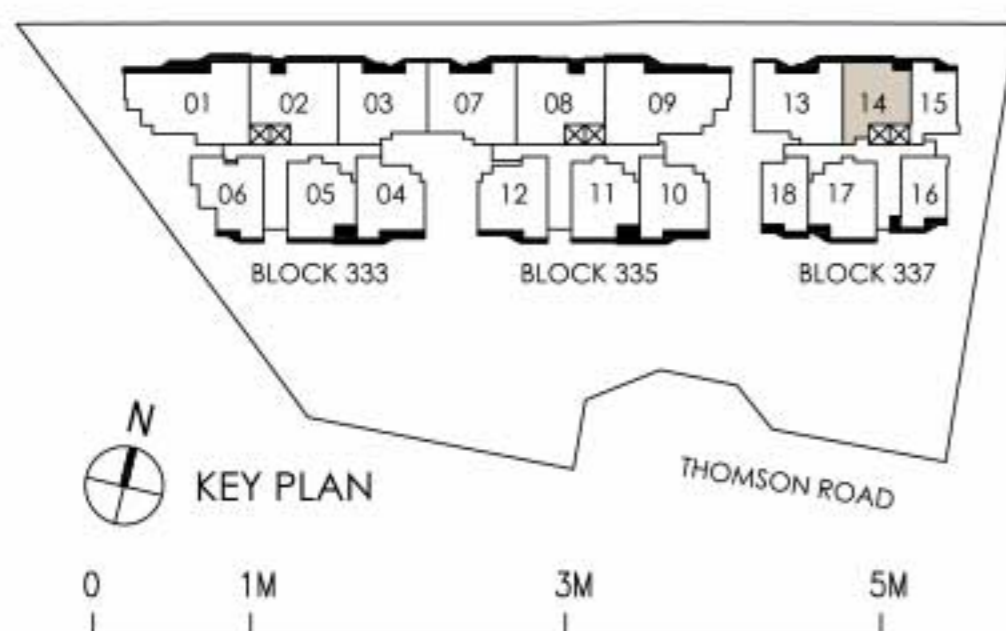 01 02 03 07 08 09 13 14 15
06 05 04 12 11 10 18 17 16
BLOCK 333 BLOCK 335 BLOCK 337
N
KEY PLAN
THOMSON ROAD
0 1M 3M 5M